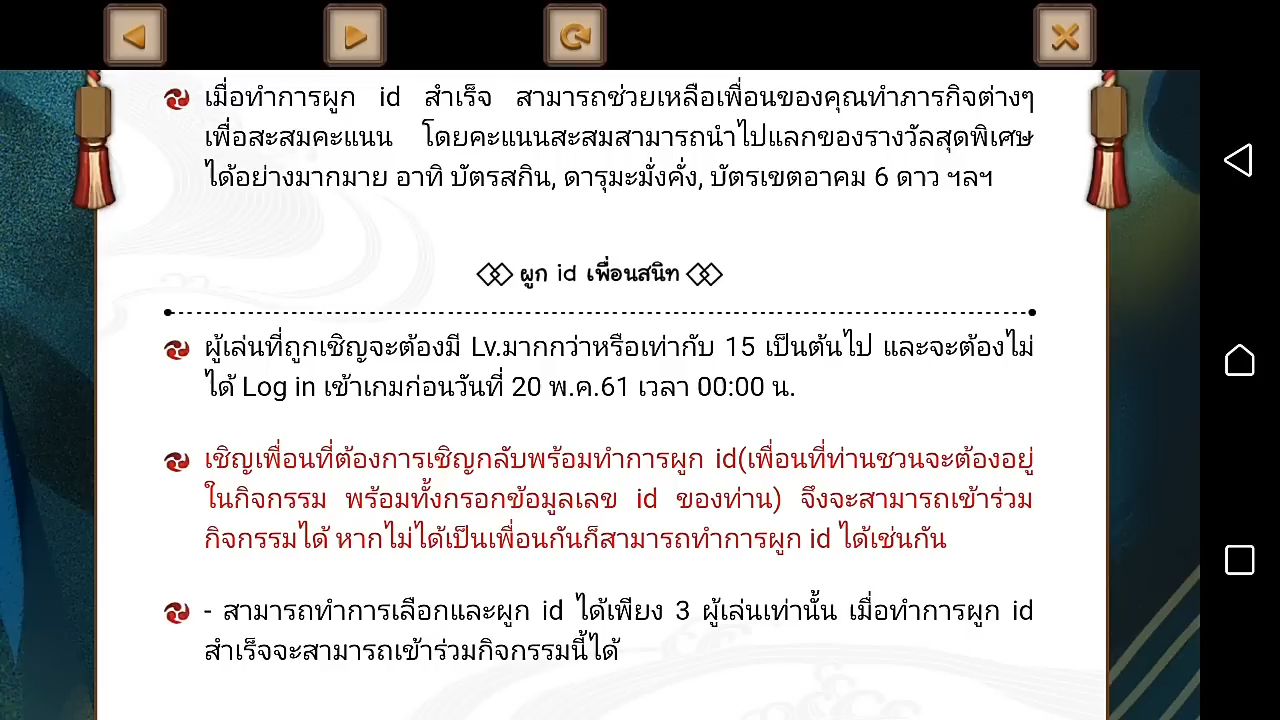 เมื่อทำการผูก id สำเร็จ สามารถช่วยเหลือเพื่อนของคุณทำภารกิจต่างๆ
เพื่อสะสมคะแนน โดยคะแนนสะสมสามารถนำไปแลกของรางวัลสุดพิเศษ
ได้อย่างมากมาย อาทิ บัตรสกิน, ดารุมะมั่งคั่ง, บัตรเขตอาคม 6 ดาว ฯลฯ
ผูก id เพื่อนสนิท
ผู้เล่นที่ถูกเชิญจะต้องมี Lv.มากกว่าหรือเท่ากับ 15 เป็นต้นไป และจะต้องไม่
ได้ Log in เข้าเกมก่อนวันที่ 20 พ.ค.61 เวลา 00:00 น.
เชิญเพื่อนที่ต้องการเชิญกลับพร้อมทำการผูก id(เพื่อนที่ท่านชวนจะต้องอยู่
ในกิจกรรม พร้อมทั้งกรอกข้อมูลเลข id ของท่าน) จึงจะสามารถเข้าร่วม
กิจกรรมได้ หากไม่ได้เป็นเพื่อนกันก็สามารถทำการผูก id ได้เช่นกัน
- สามารถทำการเลือกและผูก id ได้เพียง 3 ผู้เล่นเท่านั้น เมื่อทำการผูก id
สำเร็จจะสามารถเข้าร่วมกิจกรรมนี้ได้